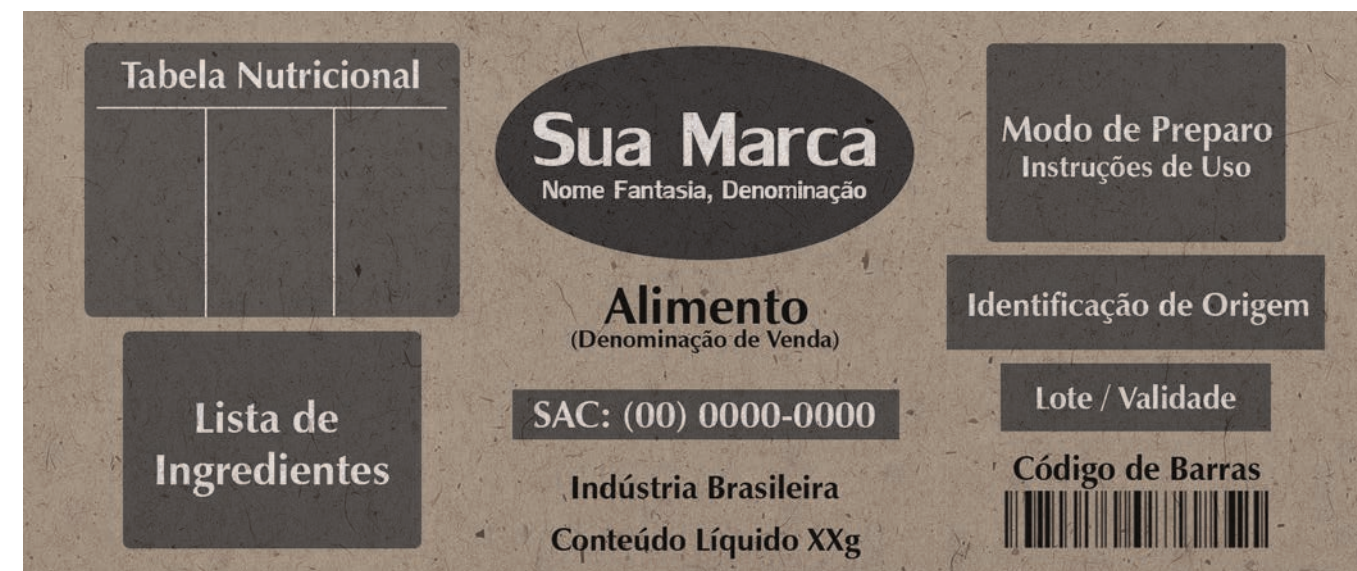 Tabela Nutricional
Lista de
Ingredientes
Sua Marca
Nome Fantasia, Denominação
Alimento
(Denominação de Venda)
SAC: (00) 0000-0000
Indústria Brasileira
Conteúdo Líquido XXg
Modo de Preparo
Instruções de Uso
Identificação de Origem
Lote / Validade
Código de Barras